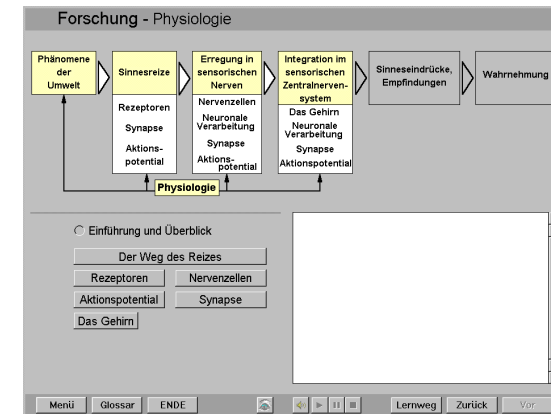 Forschung - Physiologie
Phänomene
der
Umwelt
Sinnesreize
Erregung in
sensorischen
Nerven
Integration im
sensorischen
Zentralnerven-
system
Sinneseindrücke,
Empfindungen
Wahrnehmung
Rezeptoren
Synapse
Aktions-
potential
Nervenzellen
Neuronale
Verarbeitung
Synapse
Aktions-
potential
Das Gehirn
Neuronale
Verarbeitung
Synapse
Aktionspotential
Physiologie
Einführung und Überblick
Der Weg des Reizes
Rezeptoren
Nervenzellen
Aktionspotential
Synapse
Das Gehirn
Menü
Glossar
ENDE
Lernweg
Zurück
Vor